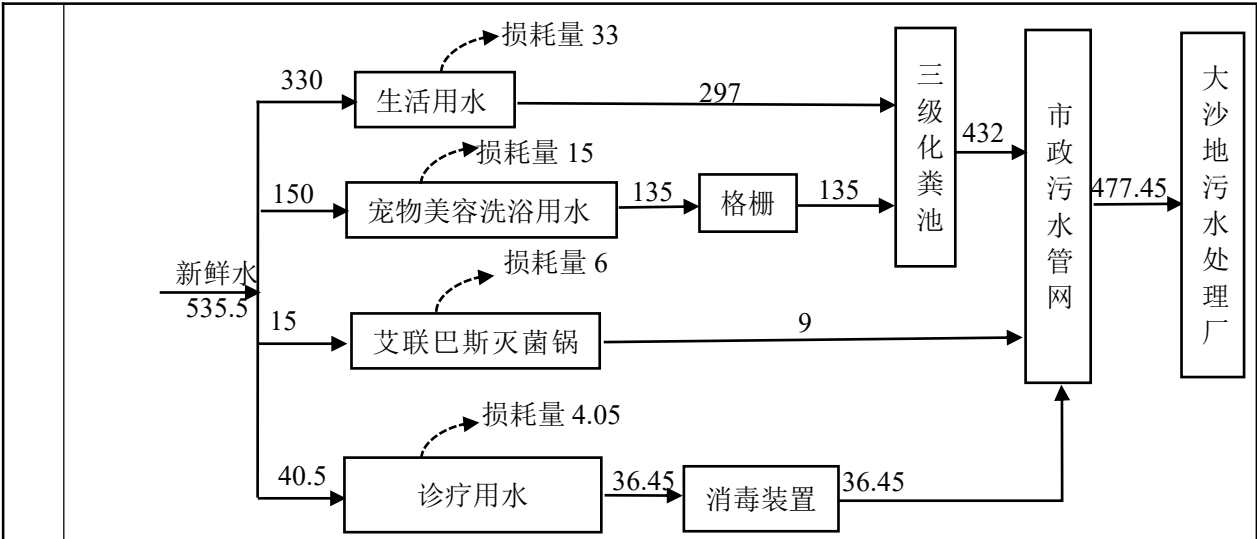 损耗量 33
330
生活用水
297
损耗量 15
150
宠物美容洗浴用水
135
格栅
135
三级化粪池
432
市政污水管网
477.45
大沙地污水处理厂
新鲜水
535.5
损耗量 6
15
艾联巴斯灭菌锅
9
损耗量 4.05
40.5
诊疗用水
36.45
消毒装置
36.45